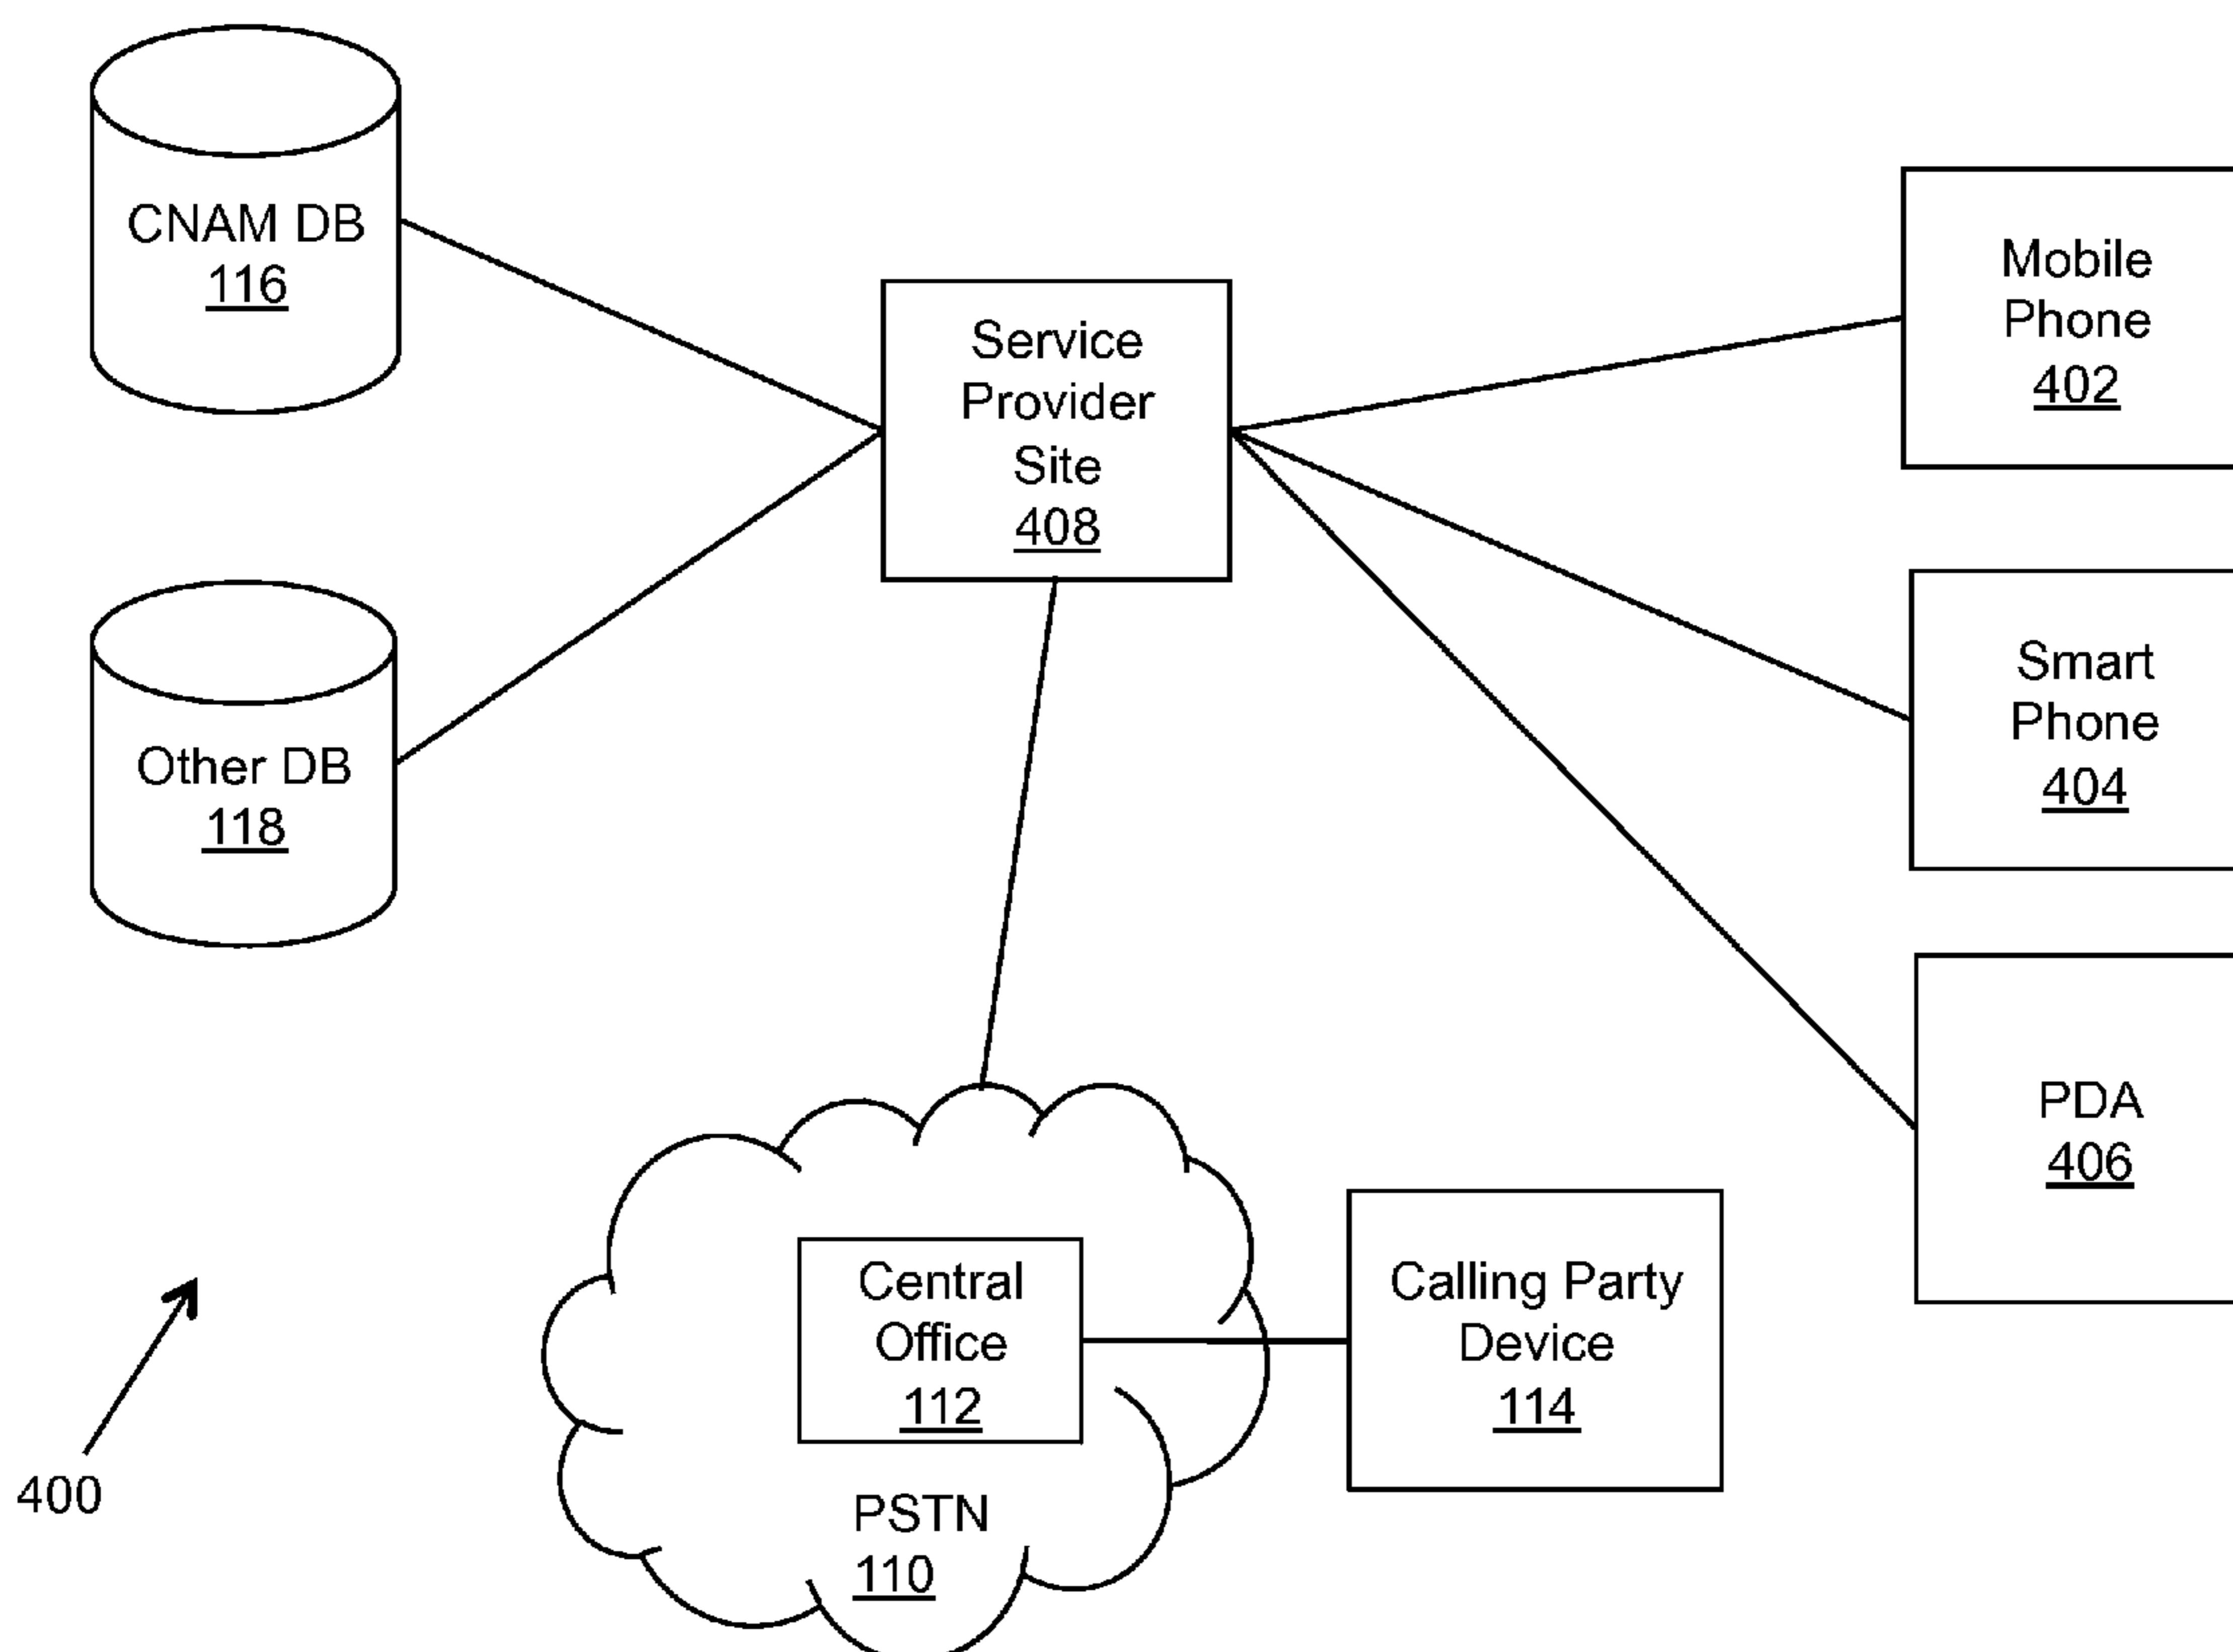 CNAM DB
116
Service
Provider
Site
408
Mobile
Phone
402
Other DB
118
Smart
Phone
404
PDA
406
Central
Office
112
Calling Party
Device
114
PSTN
110
400